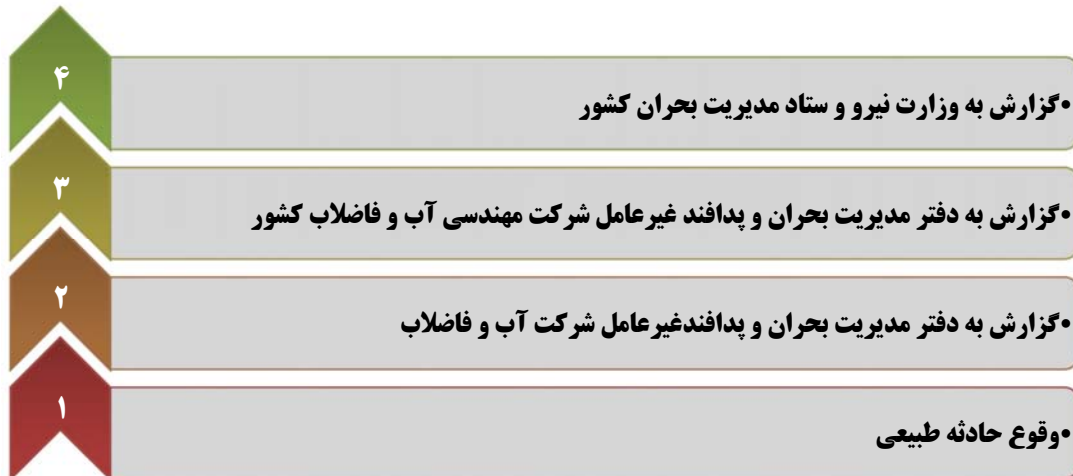 ۴
•گزارش به وزارت نیرو و ستاد مدیریت بحران کشور
۳
•گزارش به دفتر مدیریت بحران و پدافند غیرعامل شرکت مهندسی آب و فاضلاب کشور
۲
•گزارش به دفتر مدیریت بحران و پدافندغیرعامل شرکت آب و فاضلاب
۱
•وقوع حادثه طبیعی